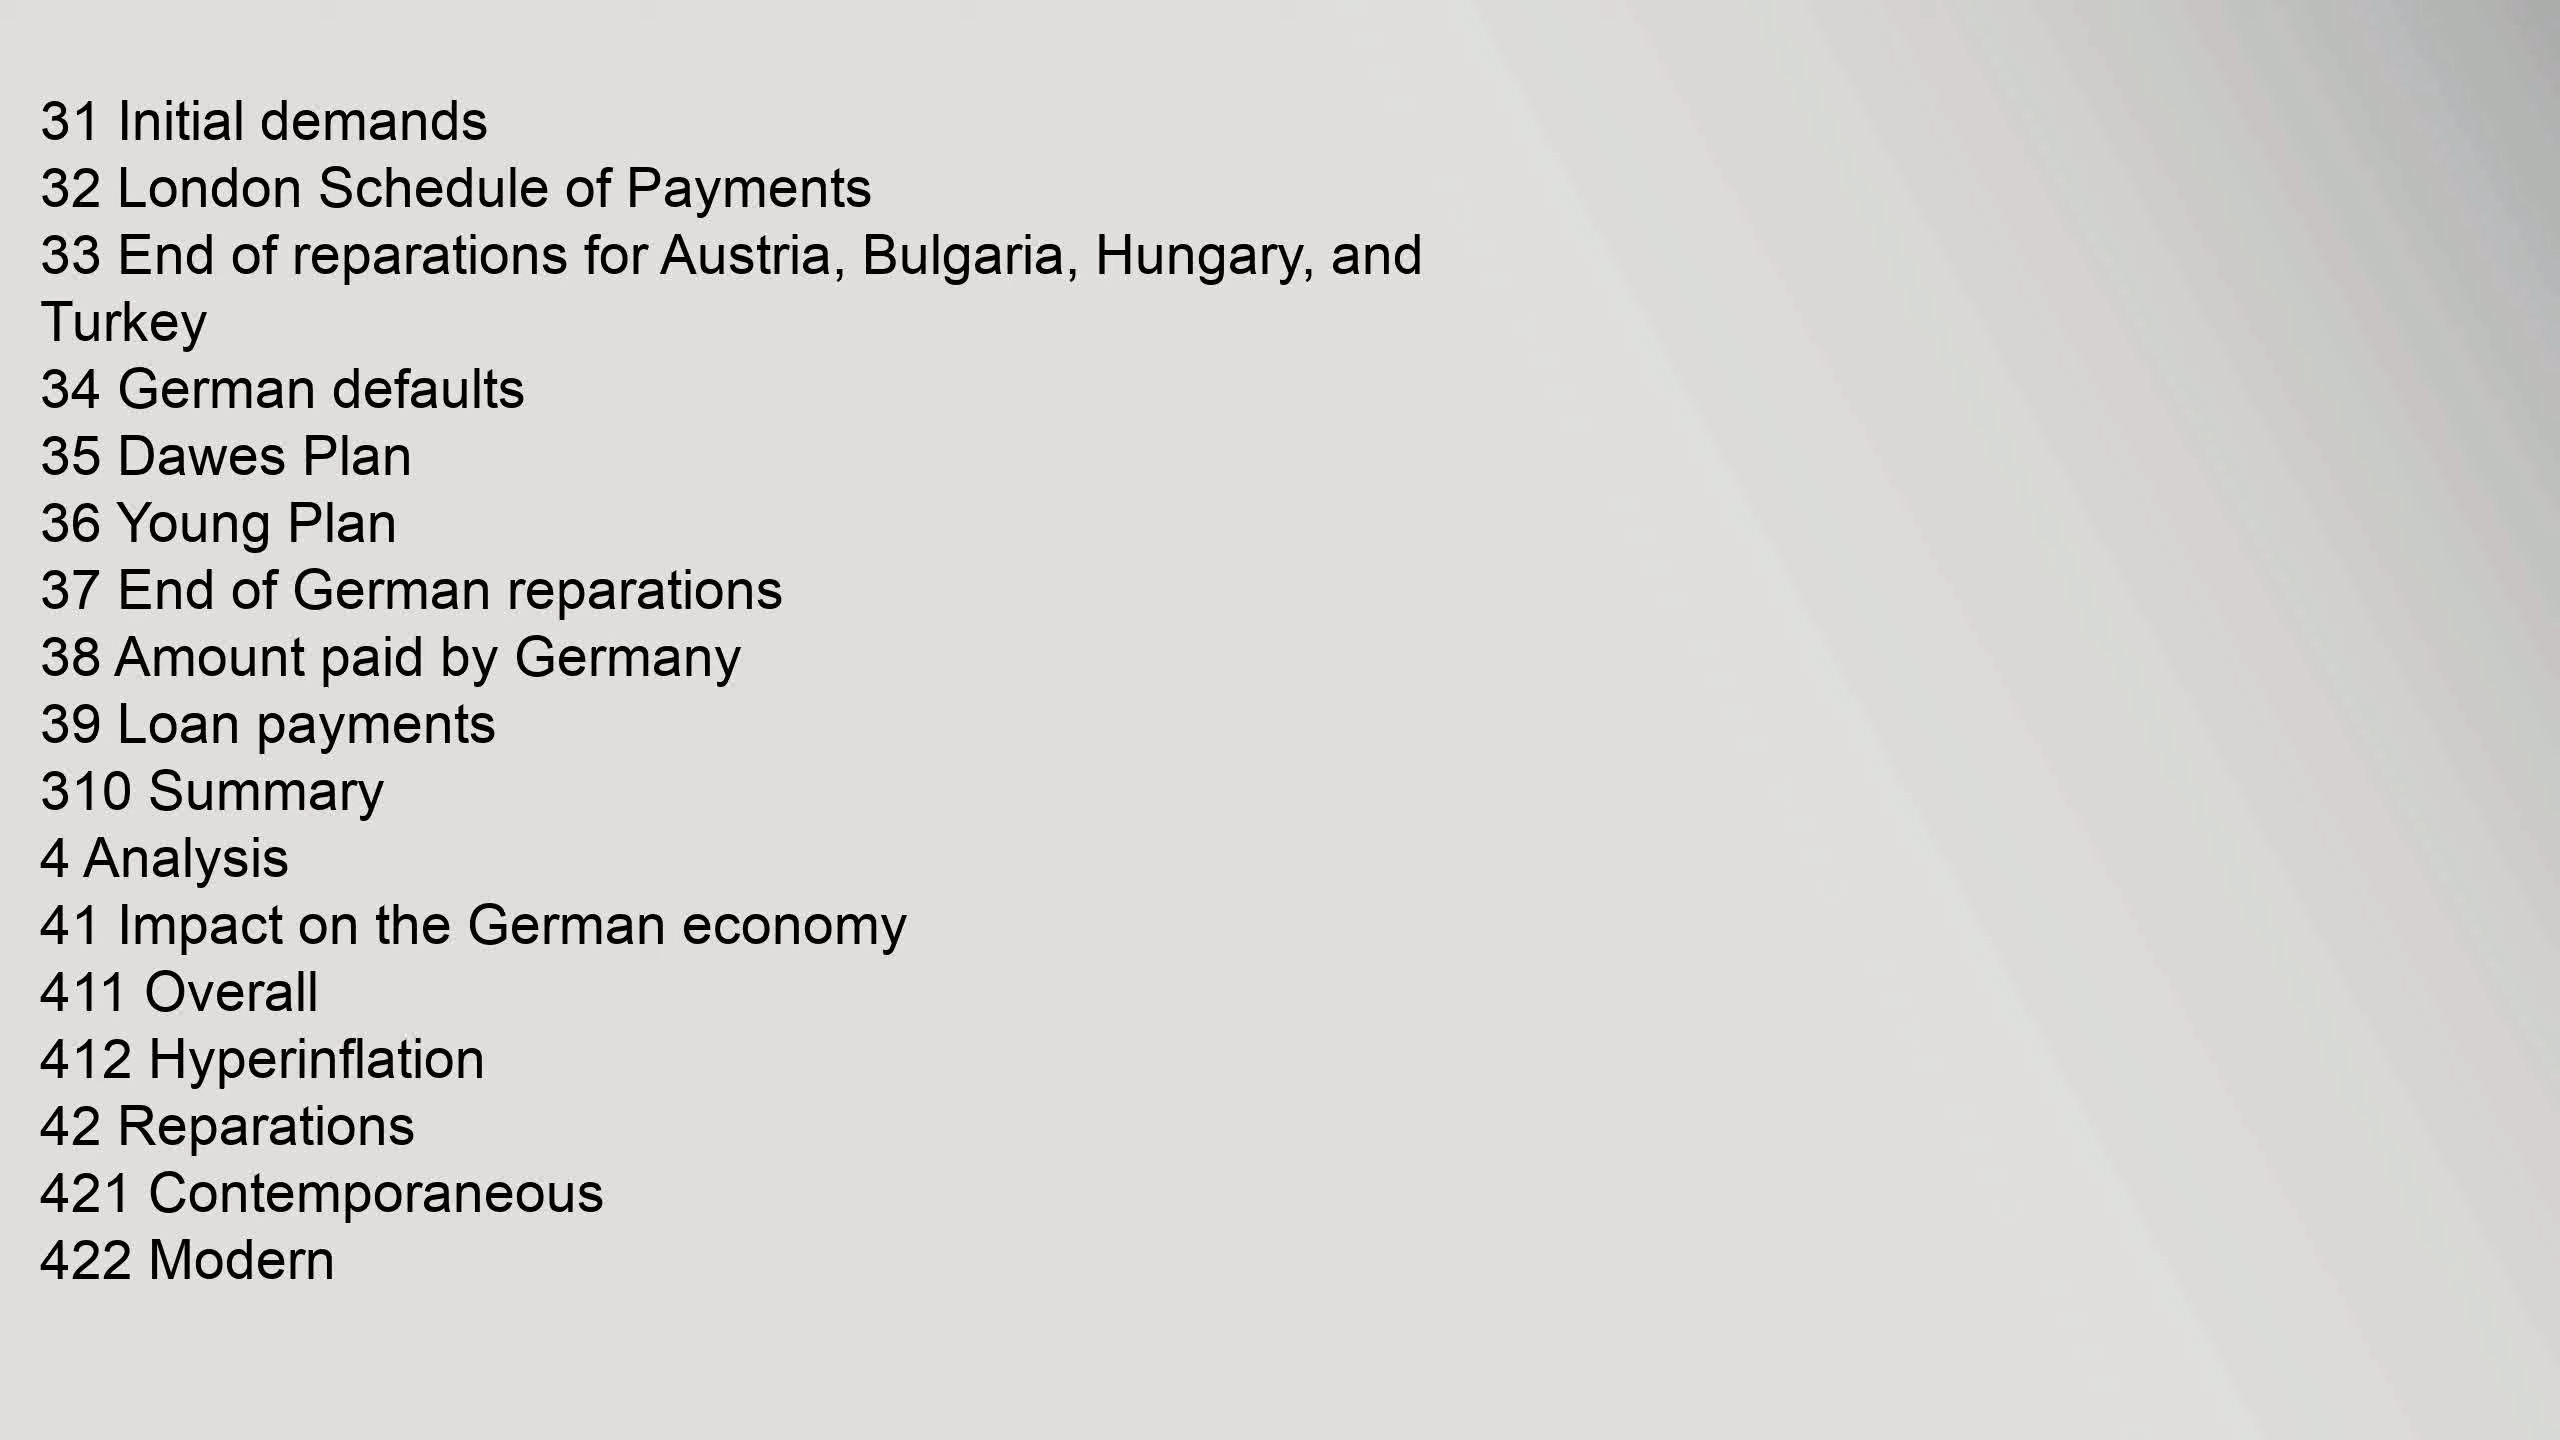 31 Initial demands
32 London Schedule of Payments
33 End of reparations for Austria, Bulgaria, Hungary, and
Turkey
34 German defaults
35 Dawes Plan
36 Young Plan
37 End of German reparations
38 Amount paid by Germany
39 Loan payments
310 Summary
4 Analysis
41 Impact on the German economy
411 Overall
412 Hyperinflation
42 Reparations
421 Contemporaneous
422 Modern